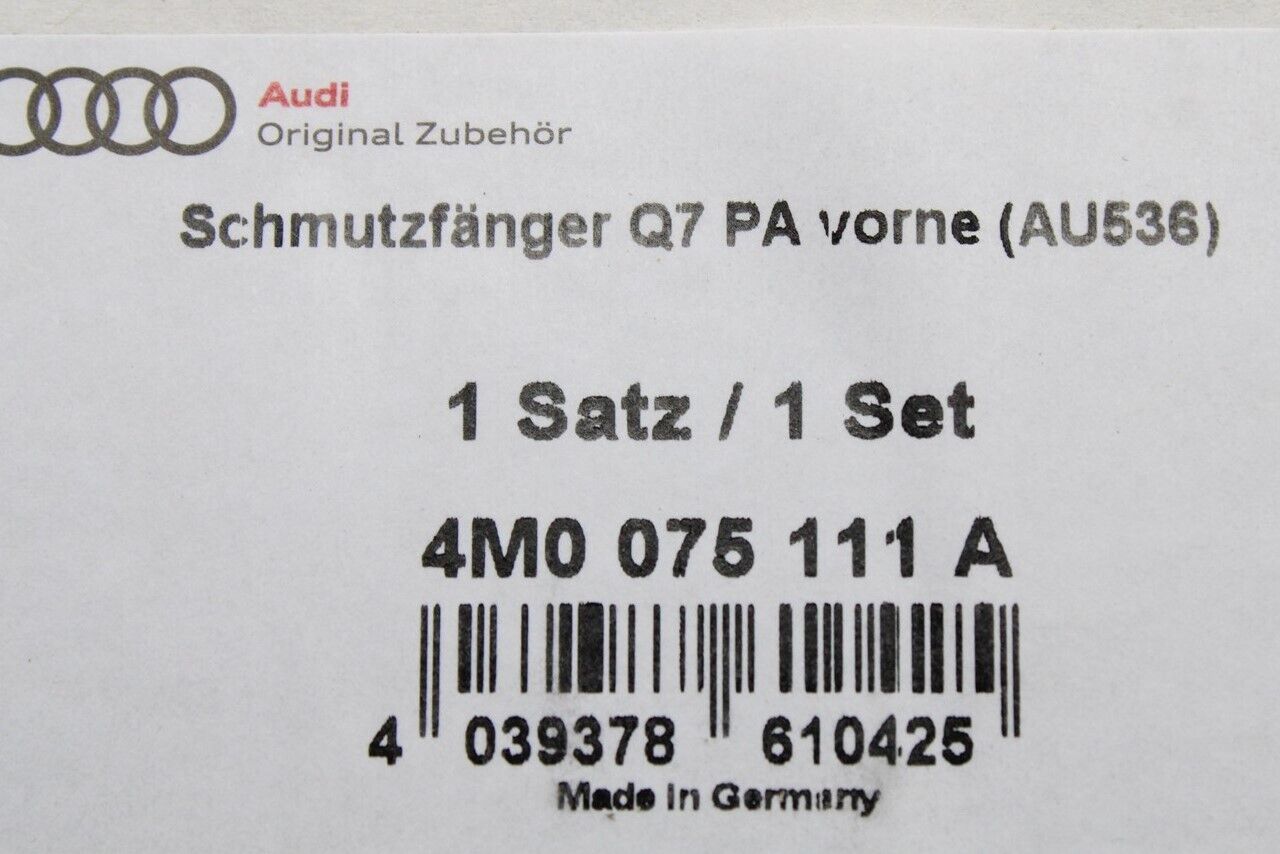 Audi
Original Zubehör
Schmutzfänger Q7 PA vorne (AU536)
1 Satz / 1 Set
4M0 075 111 A
4 039378 610425
Made in Germany